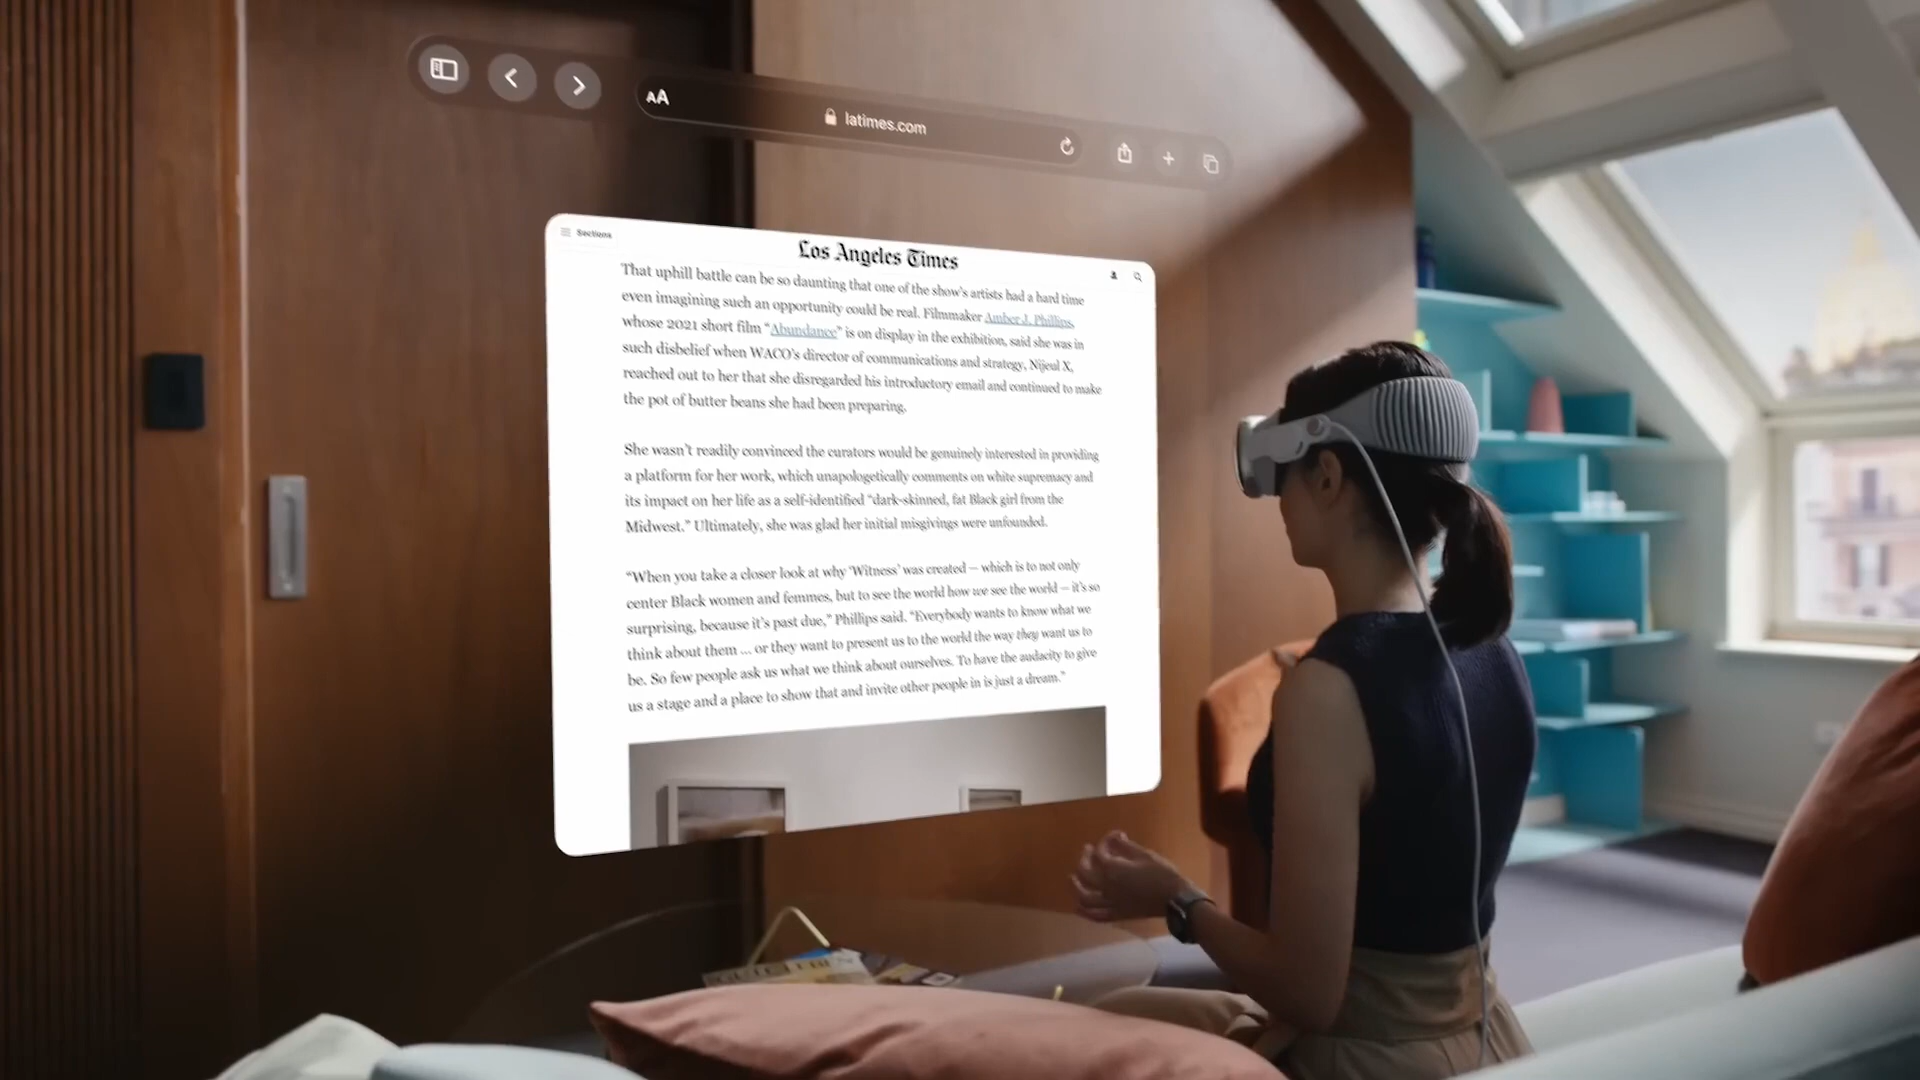 AA
latimes.com
Sections
Los Angeles Times
That uphill battle can be so daunting that one of the show's artists had a hard time
even imagining such an opportunity could be real. Filmmaker Amber J. Phillips,
whose 2021 short film “Abundance” is on display in the exhibition, said she was in
such disbelief when WACO's director of communications and strategy, Nijeul X,
reached out to her that she disregarded his introductory email and continued to make
the pot of butter beans she had been preparing.
She wasn't readily convinced the curators would be genuinely interested in providing
a platform for her work, which unapologetically comments on white supremacy and
its impact on her life as a self-identified “dark-skinned, fat Black girl from the
Midwest.” Ultimately, she was glad her initial misgivings were unfounded.
“When you take a closer look at why ‘Witness’ was created — which is to not only
center Black women and femmes, but to see the world how we see the world — it's so
surprising, because it's past due,” Phillips said. “Everybody wants to know what we
think about them ... or they want to present us to the world the way they want us to
be. So few people ask us what we think about ourselves. To have the audacity to give
us a stage and a place to show that and invite other people in is just a dream.”